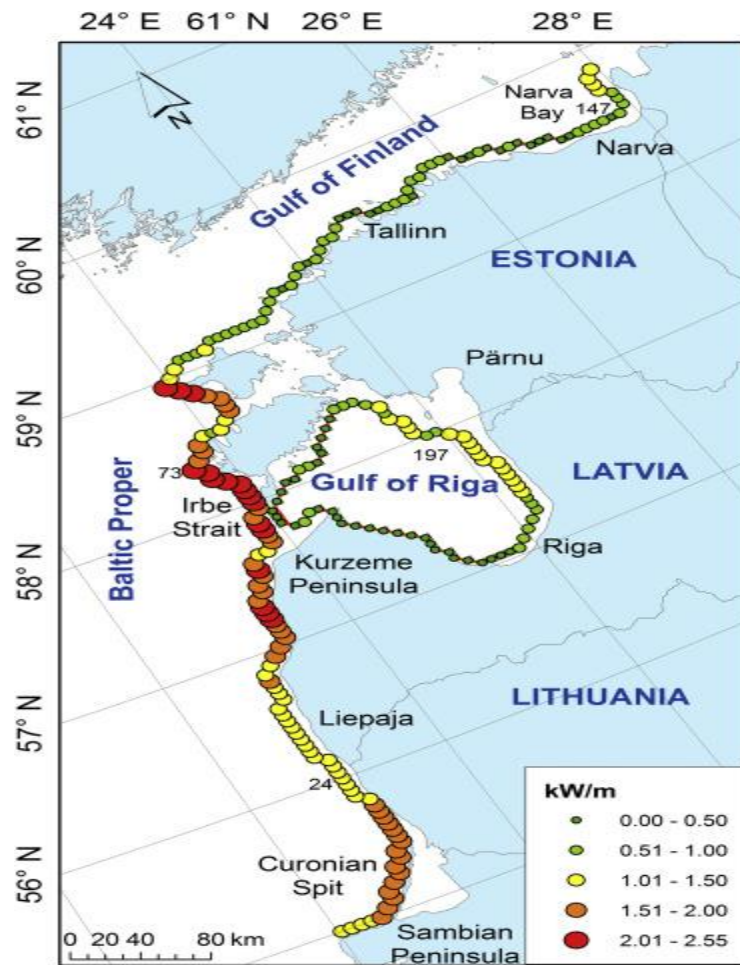 24° E 61° N 26° E 28° E
61° N
60° N
59° N
58° N
57° N
56° N
N
Narva
Bay
147
Narva
Gulf of Finland
Tallinn
ESTONIA
Pärnu
197
73
Gulf of Riga
LATVIA
Irbe
Strait
Baltic Proper
Riga
Kurzeme
Peninsula
Liepaja
LITHUANIA
24
Curonian
Spit
Sambian
Peninsula
0 20 40 80 km
kW/m
0.00 - 0.50
0.51 - 1.00
1.01 - 1.50
1.51 - 2.00
2.01 - 2.55